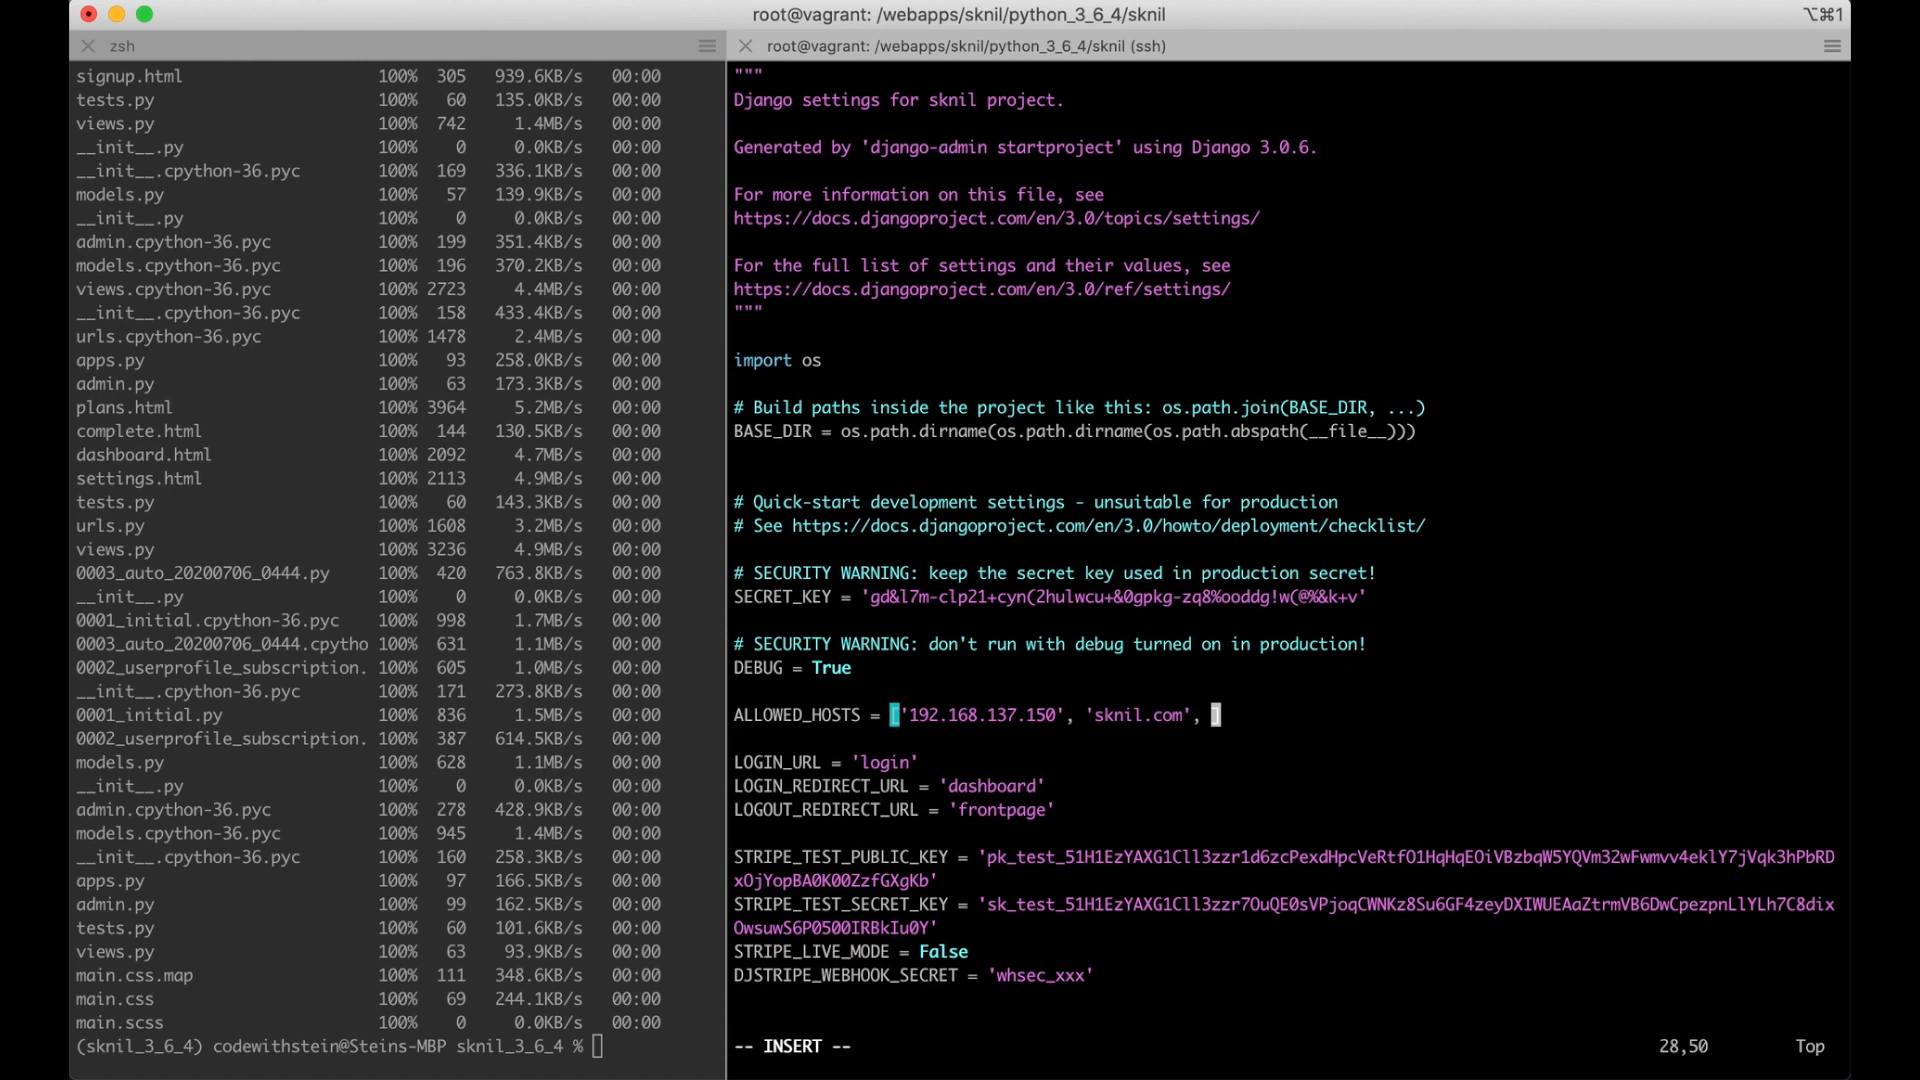 root@vagrant: /webapps/sknil/python_3_6_4/sknil
⌥⌘1
zsh
root@vagrant: /webapps/sknil/python_3_6_4/sknil (ssh)
signup.html 100% 305 939.6KB/s 00:00
tests.py 100% 60 135.0KB/s 00:00
views.py 100% 742 1.4MB/s 00:00
__init__.py 100% 0 0.0KB/s 00:00
__init__.cpython-36.pyc 100% 169 336.1KB/s 00:00
models.py 100% 57 139.9KB/s 00:00
__init__.py 100% 0 0.0KB/s 00:00
admin.cpython-36.pyc 100% 199 351.4KB/s 00:00
models.cpython-36.pyc 100% 196 370.2KB/s 00:00
views.cpython-36.pyc 100% 2723 4.4MB/s 00:00
__init__.cpython-36.pyc 100% 158 433.4KB/s 00:00
urls.cpython-36.pyc 100% 1478 2.4MB/s 00:00
apps.py 100% 93 258.0KB/s 00:00
admin.py 100% 63 173.3KB/s 00:00
plans.html 100% 3964 5.2MB/s 00:00
complete.html 100% 144 130.5KB/s 00:00
dashboard.html 100% 2092 4.7MB/s 00:00
settings.html 100% 2113 4.9MB/s 00:00
tests.py 100% 60 143.3KB/s 00:00
urls.py 100% 1608 3.2MB/s 00:00
views.py 100% 3236 4.9MB/s 00:00
0003_auto_20200706_0444.py 100% 420 763.8KB/s 00:00
__init__.py 100% 0 0.0KB/s 00:00
0001_initial.cpython-36.pyc 100% 998 1.7MB/s 00:00
0003_auto_20200706_0444.cpytho 100% 631 1.1MB/s 00:00
0002_userprofile_subscription. 100% 605 1.0MB/s 00:00
__init__.cpython-36.pyc 100% 171 273.8KB/s 00:00
0001_initial.py 100% 836 1.5MB/s 00:00
0002_userprofile_subscription. 100% 387 614.5KB/s 00:00
models.py 100% 628 1.1MB/s 00:00
__init__.py 100% 0 0.0KB/s 00:00
admin.cpython-36.pyc 100% 278 428.9KB/s 00:00
models.cpython-36.pyc 100% 945 1.4MB/s 00:00
__init__.cpython-36.pyc 100% 160 258.3KB/s 00:00
apps.py 100% 97 166.5KB/s 00:00
admin.py 100% 99 162.5KB/s 00:00
tests.py 100% 60 101.6KB/s 00:00
views.py 100% 63 93.9KB/s 00:00
main.css.map 100% 111 348.6KB/s 00:00
main.css 100% 69 244.1KB/s 00:00
main.scss 100% 0 0.0KB/s 00:00
(sknil_3_6_4) codewithstein@Steins-MBP sknil_3_6_4 %
"""
Django settings for sknil project.
Generated by 'django-admin startproject' using Django 3.0.6.
For more information on this file, see
https://docs.djangoproject.com/en/3.0/topics/settings/
For the full list of settings and their values, see
https://docs.djangoproject.com/en/3.0/ref/settings/
"""
import os
# Build paths inside the project like this: os.path.join(BASE_DIR, ...)
BASE_DIR = os.path.dirname(os.path.dirname(os.path.abspath(__file__)))
# Quick-start development settings - unsuitable for production
# See https://docs.djangoproject.com/en/3.0/howto/deployment/checklist/
# SECURITY WARNING: keep the secret key used in production secret!
SECRET_KEY = 'gd&l7m-clp21+cyn(2hulwcu+&0gpkg-zq8%ooddg!w(@%&k+v'
# SECURITY WARNING: don't run with debug turned on in production!
DEBUG = True
ALLOWED_HOSTS = ['192.168.137.150', 'sknil.com', ]
LOGIN_URL = 'login'
LOGIN_REDIRECT_URL = 'dashboard'
LOGOUT_REDIRECT_URL = 'frontpage'
STRIPE_TEST_PUBLIC_KEY = 'pk_test_51H1EzYAXG1Cll3zzr1d6zcPexdHpcVeRtfO1HqHqEOiVBzbqW5YQVm32wFwmvv4eklY7jVqk3hPbRD
xOjYopBA0K00ZzfGXgKb'
STRIPE_TEST_SECRET_KEY = 'sk_test_51H1EzYAXG1Cll3zzr7OuQE0sVPjoqCWNKz8Su6GF4zeyDXIWUEAaZtrmVB6DwCpezpnLlYLh7C8dix
OwsuwS6P0500IRBkIu0Y'
STRIPE_LIVE_MODE = False
DJSTRIPE_WEBHOOK_SECRET = 'whsec_xxx'
-- INSERT --
28,50
Top